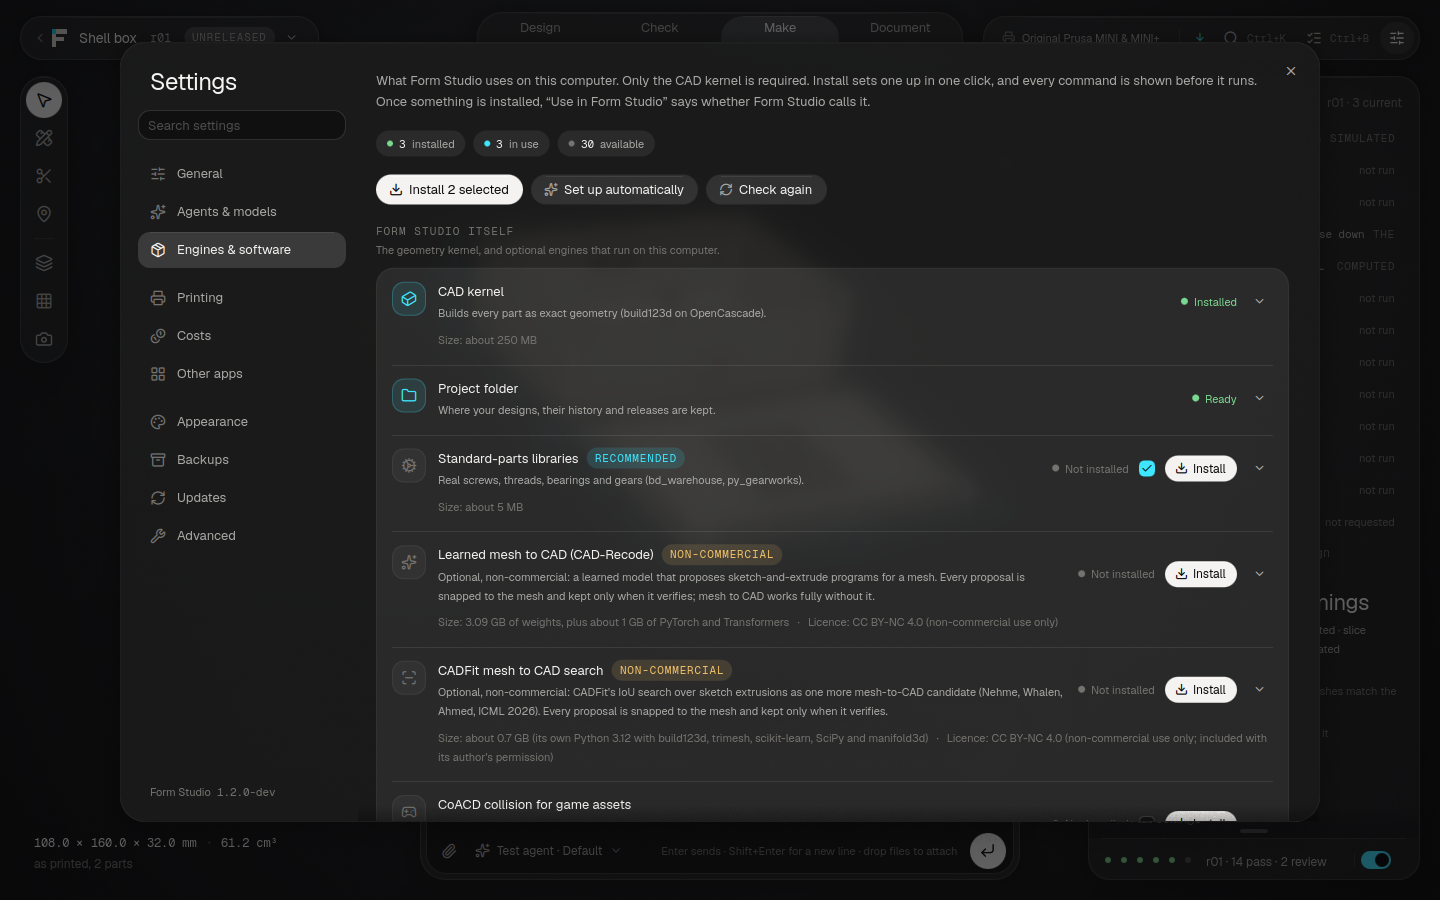 Shell box r01 UNRELEASED
Design Check Make Document
Original Prusa MINI & MINI+ Ctrl+K Ctrl+B
Settings
Search settings
General
Agents & models
Engines & software
Printing
Costs
Other apps
Appearance
Backups
Updates
Advanced
Form Studio 1.2.0-dev
What Form Studio uses on this computer. Only the CAD kernel is required. Install sets one up in one click, and every command is shown before it runs.
Once something is installed, “Use in Form Studio” says whether Form Studio calls it.
3 installed 3 in use 30 available
Install 2 selected Set up automatically Check again
FORM STUDIO ITSELF
The geometry kernel, and optional engines that run on this computer.
CAD kernel
Builds every part as exact geometry (build123d on OpenCascade).
Size: about 250 MB
Installed
Project folder
Where your designs, their history and releases are kept.
Ready
Standard-parts libraries RECOMMENDED
Real screws, threads, bearings and gears (bd_warehouse, py_gearworks).
Size: about 5 MB
Not installed Install
Learned mesh to CAD (CAD-Recode) NON-COMMERCIAL
Optional, non-commercial: a learned model that proposes sketch-and-extrude programs for a mesh. Every proposal is
snapped to the mesh and kept only when it verifies; mesh to CAD works fully without it.
Size: 3.09 GB of weights, plus about 1 GB of PyTorch and Transformers · Licence: CC BY-NC 4.0 (non-commercial use only)
Not installed Install
CADFit mesh to CAD search NON-COMMERCIAL
Optional, non-commercial: CADFit's IoU search over sketch extrusions as one more mesh-to-CAD candidate (Nehme, Whalen,
Ahmed, ICML 2026). Every proposal is snapped to the mesh and kept only when it verifies.
Size: about 0.7 GB (its own Python 3.12 with build123d, trimesh, scikit-learn, SciPy and manifold3d) · Licence: CC BY-NC 4.0 (non-commercial use only; included with
its author's permission)
Not installed Install
CoACD collision for game assets
r01 · 3 current
SIMULATED
not run
not run
se down THE
COMPUTED
not run
not run
not run
not run
not run
not run
not run
not requested
ted · slice
shes match the
it
108.0 × 160.0 × 32.0 mm · 61.2 cm³
as printed, 2 parts
Test agent · Default
Enter sends · Shift+Enter for a new line · drop files to attach
r01 · 14 pass · 2 review